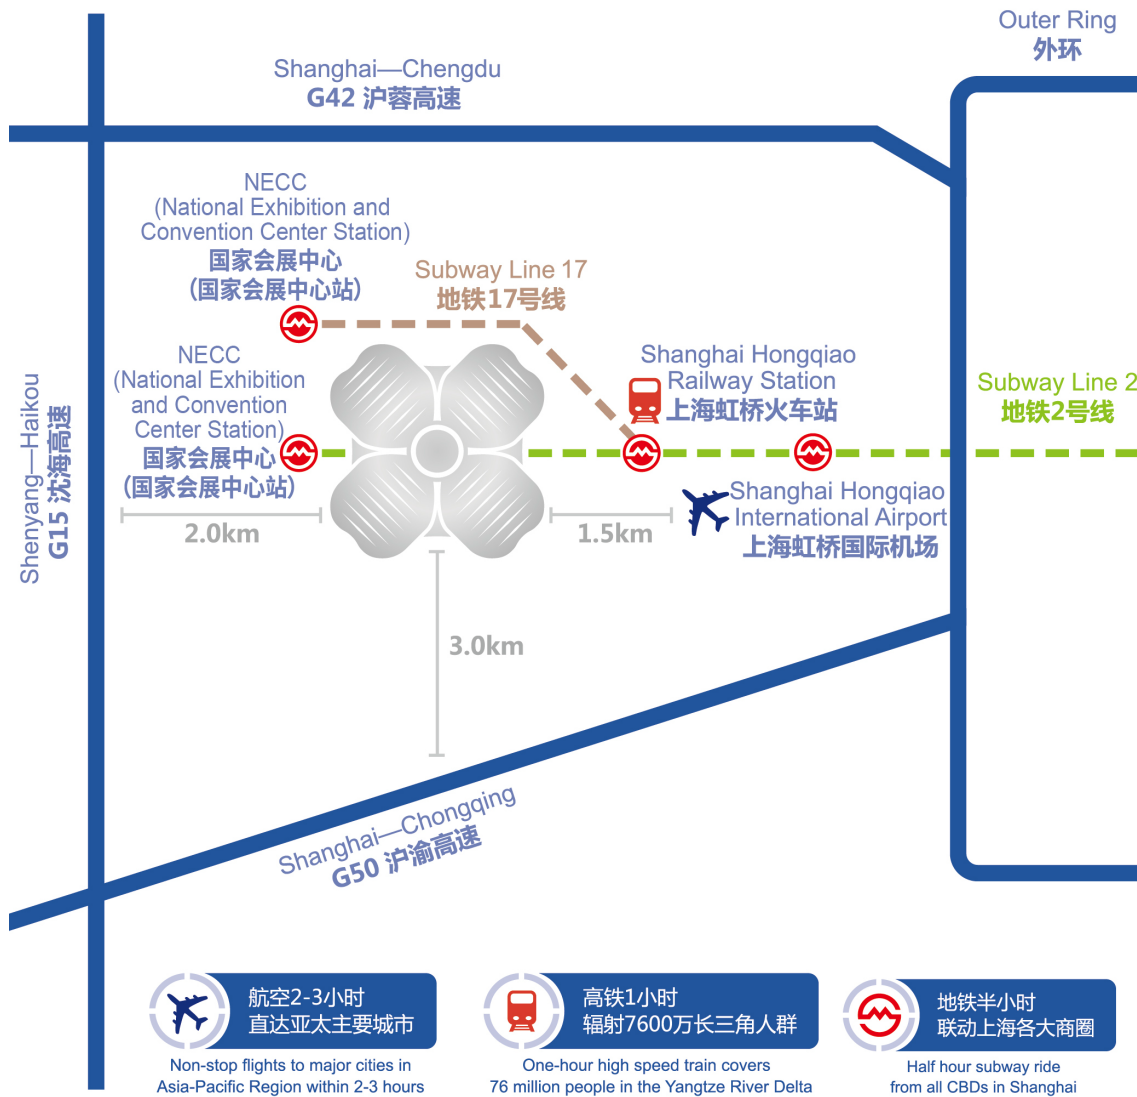 Outer Ring
外环
Shanghai—Chengdu
G42 沪蓉高速
NECC
(National Exhibition and
Convention Center Station)
国家会展中心
(国家会展中心站)
Subway Line 17
地铁17号线
NECC
(National Exhibition
and Convention
Center Station)
国家会展中心
(国家会展中心站)
Shanghai Hongqiao
Railway Station
上海虹桥火车站
Subway Line 2
地铁2号线
Shenyang—Haikou
G15 沈海高速
2.0km
1.5km
Shanghai Hongqiao
International Airport
上海虹桥国际机场
3.0km
Shanghai—Chongqing
G50 沪渝高速
航空2-3小时
直达亚太主要城市
Non-stop flights to major cities in
Asia-Pacific Region within 2-3 hours
高铁1小时
辐射7600万长三角人群
One-hour high speed train covers
76 million people in the Yangtze River Delta
地铁半小时
联动上海各大商圈
Half hour subway ride
from all CBDs in Shanghai